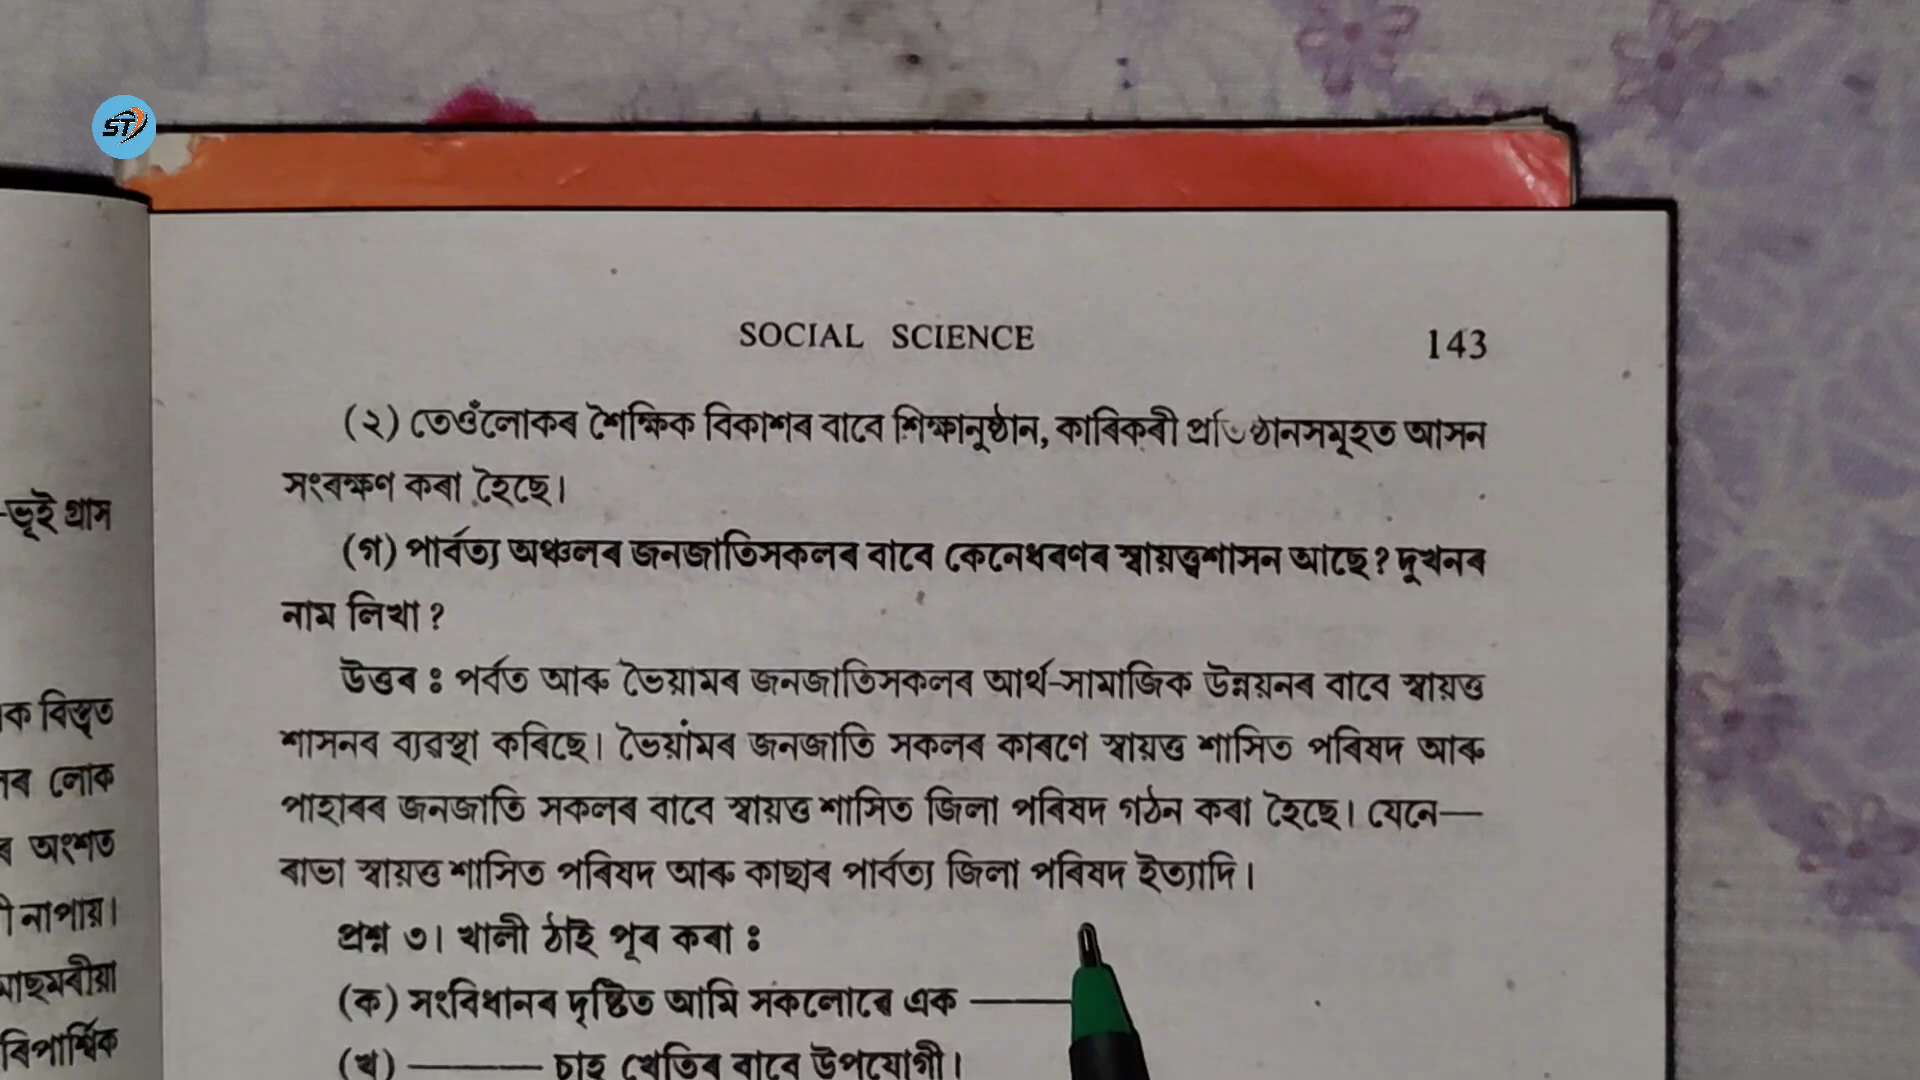 ST
SOCIAL SCIENCE 143
(২) তেওঁলোকৰ শৈক্ষিক বিকাশৰ বাবে শিক্ষানুষ্ঠান, কাৰিকৰী প্ৰতিষ্ঠানসমূহত আসন
সংৰক্ষণ কৰা হৈছে।
(গ) পাৰ্বত্য অঞ্চলৰ জনজাতিসকলৰ বাবে কেনেধৰণৰ স্বায়ত্ত্বশাসন আছে? দুখনৰ
নাম লিখা?
উত্তৰ ঃ পৰ্বত আৰু ভৈয়ামৰ জনজাতিসকলৰ আৰ্থ-সামাজিক উন্নয়নৰ বাবে স্বায়ত্ত
শাসনৰ ব্যৱস্থা কৰিছে। ভৈয়ামৰ জনজাতি সকলৰ কাৰণে স্বায়ত্ত শাসিত পৰিষদ আৰু
পাহাৰৰ জনজাতি সকলৰ বাবে স্বায়ত্ত শাসিত জিলা পৰিষদ গঠন কৰা হৈছে। যেনে—
ৰাভা স্বায়ত্ত শাসিত পৰিষদ আৰু কাছাৰ পাৰ্বত্য জিলা পৰিষদ ইত্যাদি।
প্ৰশ্ন ৩। খালী ঠাই পূৰ কৰা ঃ
(ক) সংবিধানৰ দৃষ্টিত আমি সকলোৱে এক ———
(খ) ——— চাহ খেতিৰ বাবে উপযোগী।
-ভূই গ্ৰাস
ক বিস্তৃত
ৰ লোক
ৰ অংশত
নাপায়।
মাছমৰীয়া
ৰিপাৰ্শ্বিক